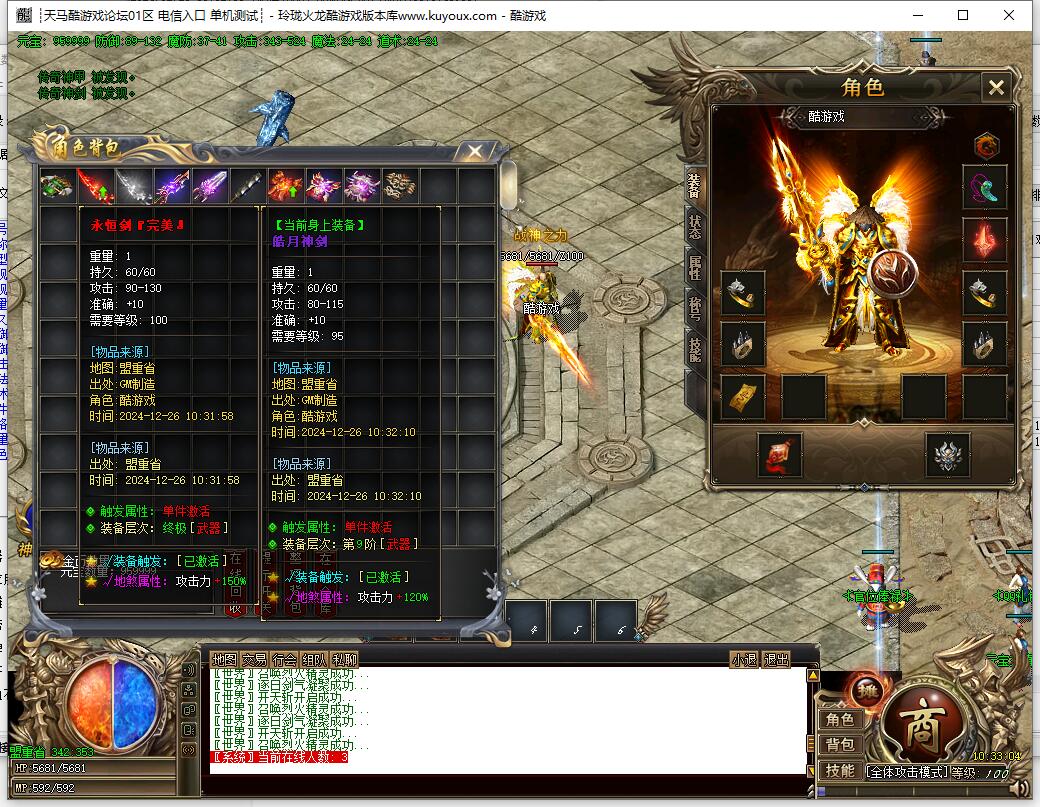 天马酷游戏论坛01区 电信入口 单机测试 - 玲珑火龙酷游戏版本库www.kuyoux.com - 酷游戏
元宝: 959999 防御:89-132 魔防:37-41 攻击:343-524 魔法:24-24 道术:24-24
传奇神甲 被发现。
传奇神剑 被发现。
角色背包
永恒剑『完美』
重量: 1
持久: 60/60
攻击: 90-130
准确: +10
需要等级: 100
[物品来源]
地图:盟重省
出处:GM制造
角色:酷游戏
时间:2024-12-26 10:31:58
[物品来源]
出处: 盟重省
时间: 2024-12-26 10:31:58
触发属性: 单件激活
装备层次: 终极[武器]
√装备触发: [已激活]
√地煞属性: 攻击力+150%
【当前身上装备】
皓月神剑
重量: 1
持久: 60/60
攻击: 80-115
准确: +10
需要等级: 95
[物品来源]
地图:盟重省
出处:GM制造
角色:酷游戏
时间:2024-12-26 10:32:10
[物品来源]
出处: 盟重省
时间: 2024-12-26 10:32:10
触发属性: 单件激活
装备层次: 第9阶[武器]
√装备触发: [已激活]
√地煞属性: 攻击力+120%
战神之力
5681/5681/Z100
酷游戏
角色
酷游戏
装备
状态
属性
称号
技能
神
4
5
6
官位俸禄
元宝
地图 交易 行会 组队 私聊
小退 退出
〖世界〗召唤烈火精灵成功...
〖世界〗逐日剑气凝聚成功...
〖世界〗开天斩开启成功...
〖世界〗召唤烈火精灵成功...
〖世界〗逐日剑气凝聚成功...
〖世界〗开天斩开启成功...
〖世界〗召唤烈火精灵成功...
〖系统〗当前在线人数: 3
盟重省 342:353
HP:5681/5681
MP:592/592
摊
商
角色
背包
技能
10:33:04
[全体攻击模式]
等级: 100